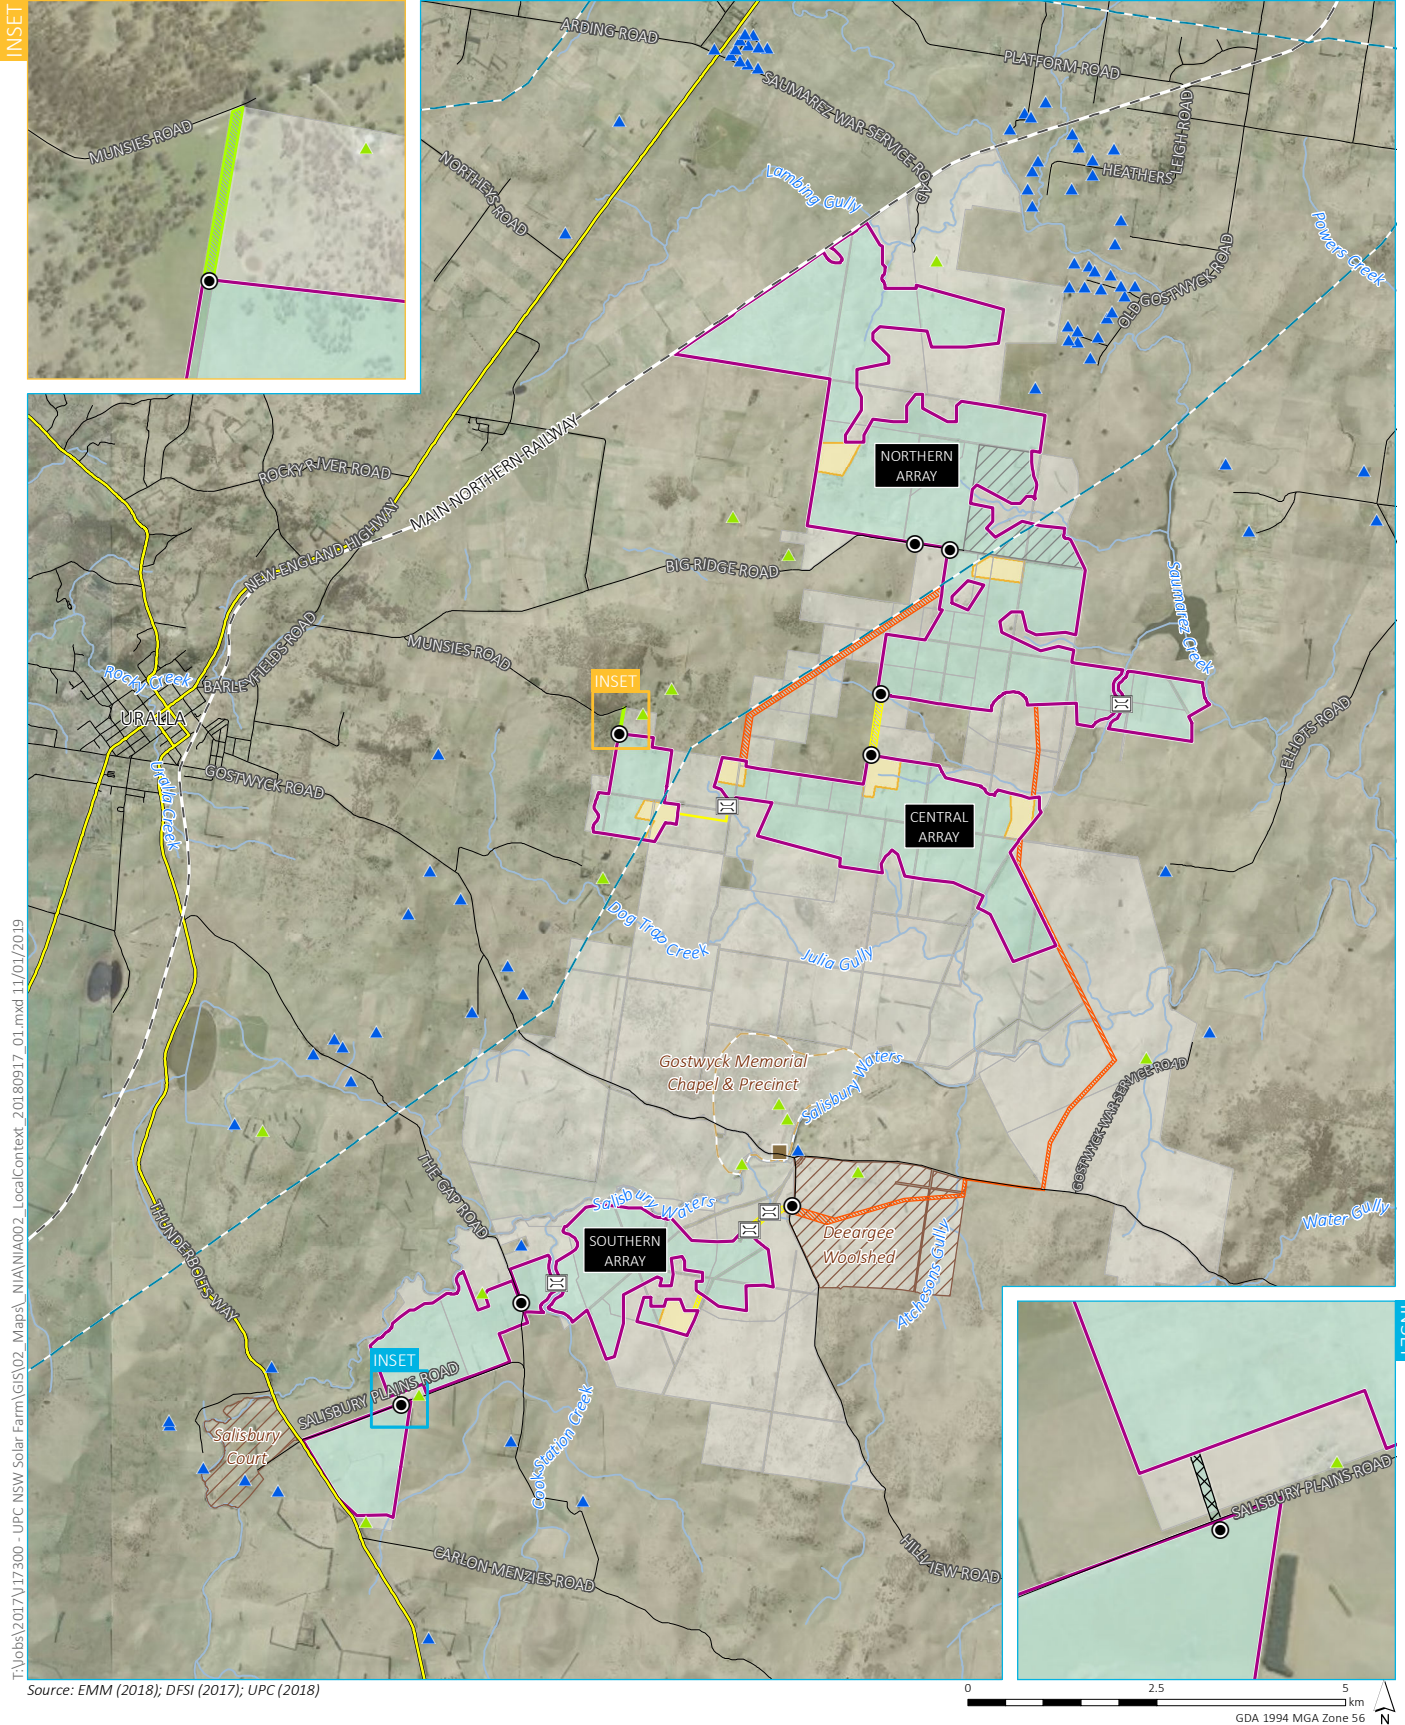 INSET
MUNSIES ROAD
ARDING ROAD
PLATFORM ROAD
SAUMAREZ WAR SERVICE ROAD
LEIGH ROAD
HEATHERS
NORTHEYS ROAD
Lambing Gully
Powers Creek
OLD GOSTWYCK ROAD
ROCKY RIVER ROAD
MAIN NORTHERN RAILWAY
NORTHERN
ARRAY
NEW ENGLAND HIGHWAY
BIG RIDGE ROAD
Saumarez Creek
BARLEYFIELDS ROAD
MUNSIES ROAD
Rocky Creek
URALLA
INSET
ELLIOTS ROAD
GOSTWYCK ROAD
Uralla Creek
CENTRAL
ARRAY
Dog Trap Creek
Julia Gully
Gostwyck Memorial
Chapel & Precinct
Salisbury Waters
GOSTWYCK WAR SERVICE ROAD
THE GAP ROAD
Salisbury Waters
Water Gully
THUNDERBOLTS WAY
SOUTHERN
ARRAY
Deeargee
Woolshed
Atchesons Gully
INSET
SALISBURY PLAINS ROAD
Salisbury
Court
Cook Station Creek
INSET
SALISBURY PLAINS ROAD
CARLON MENZIES ROAD
HILLVIEW ROAD
T:\Jobs\2017\J17300 - UPC NSW Solar Farm\GIS\02_Maps\_NIA\NIA002_LocalContext_20180917_01.mxd 11/01/2019
Source: EMM (2018); DFSI (2017); UPC (2018)
0 2.5 5
km
GDA 1994 MGA Zone 56
N